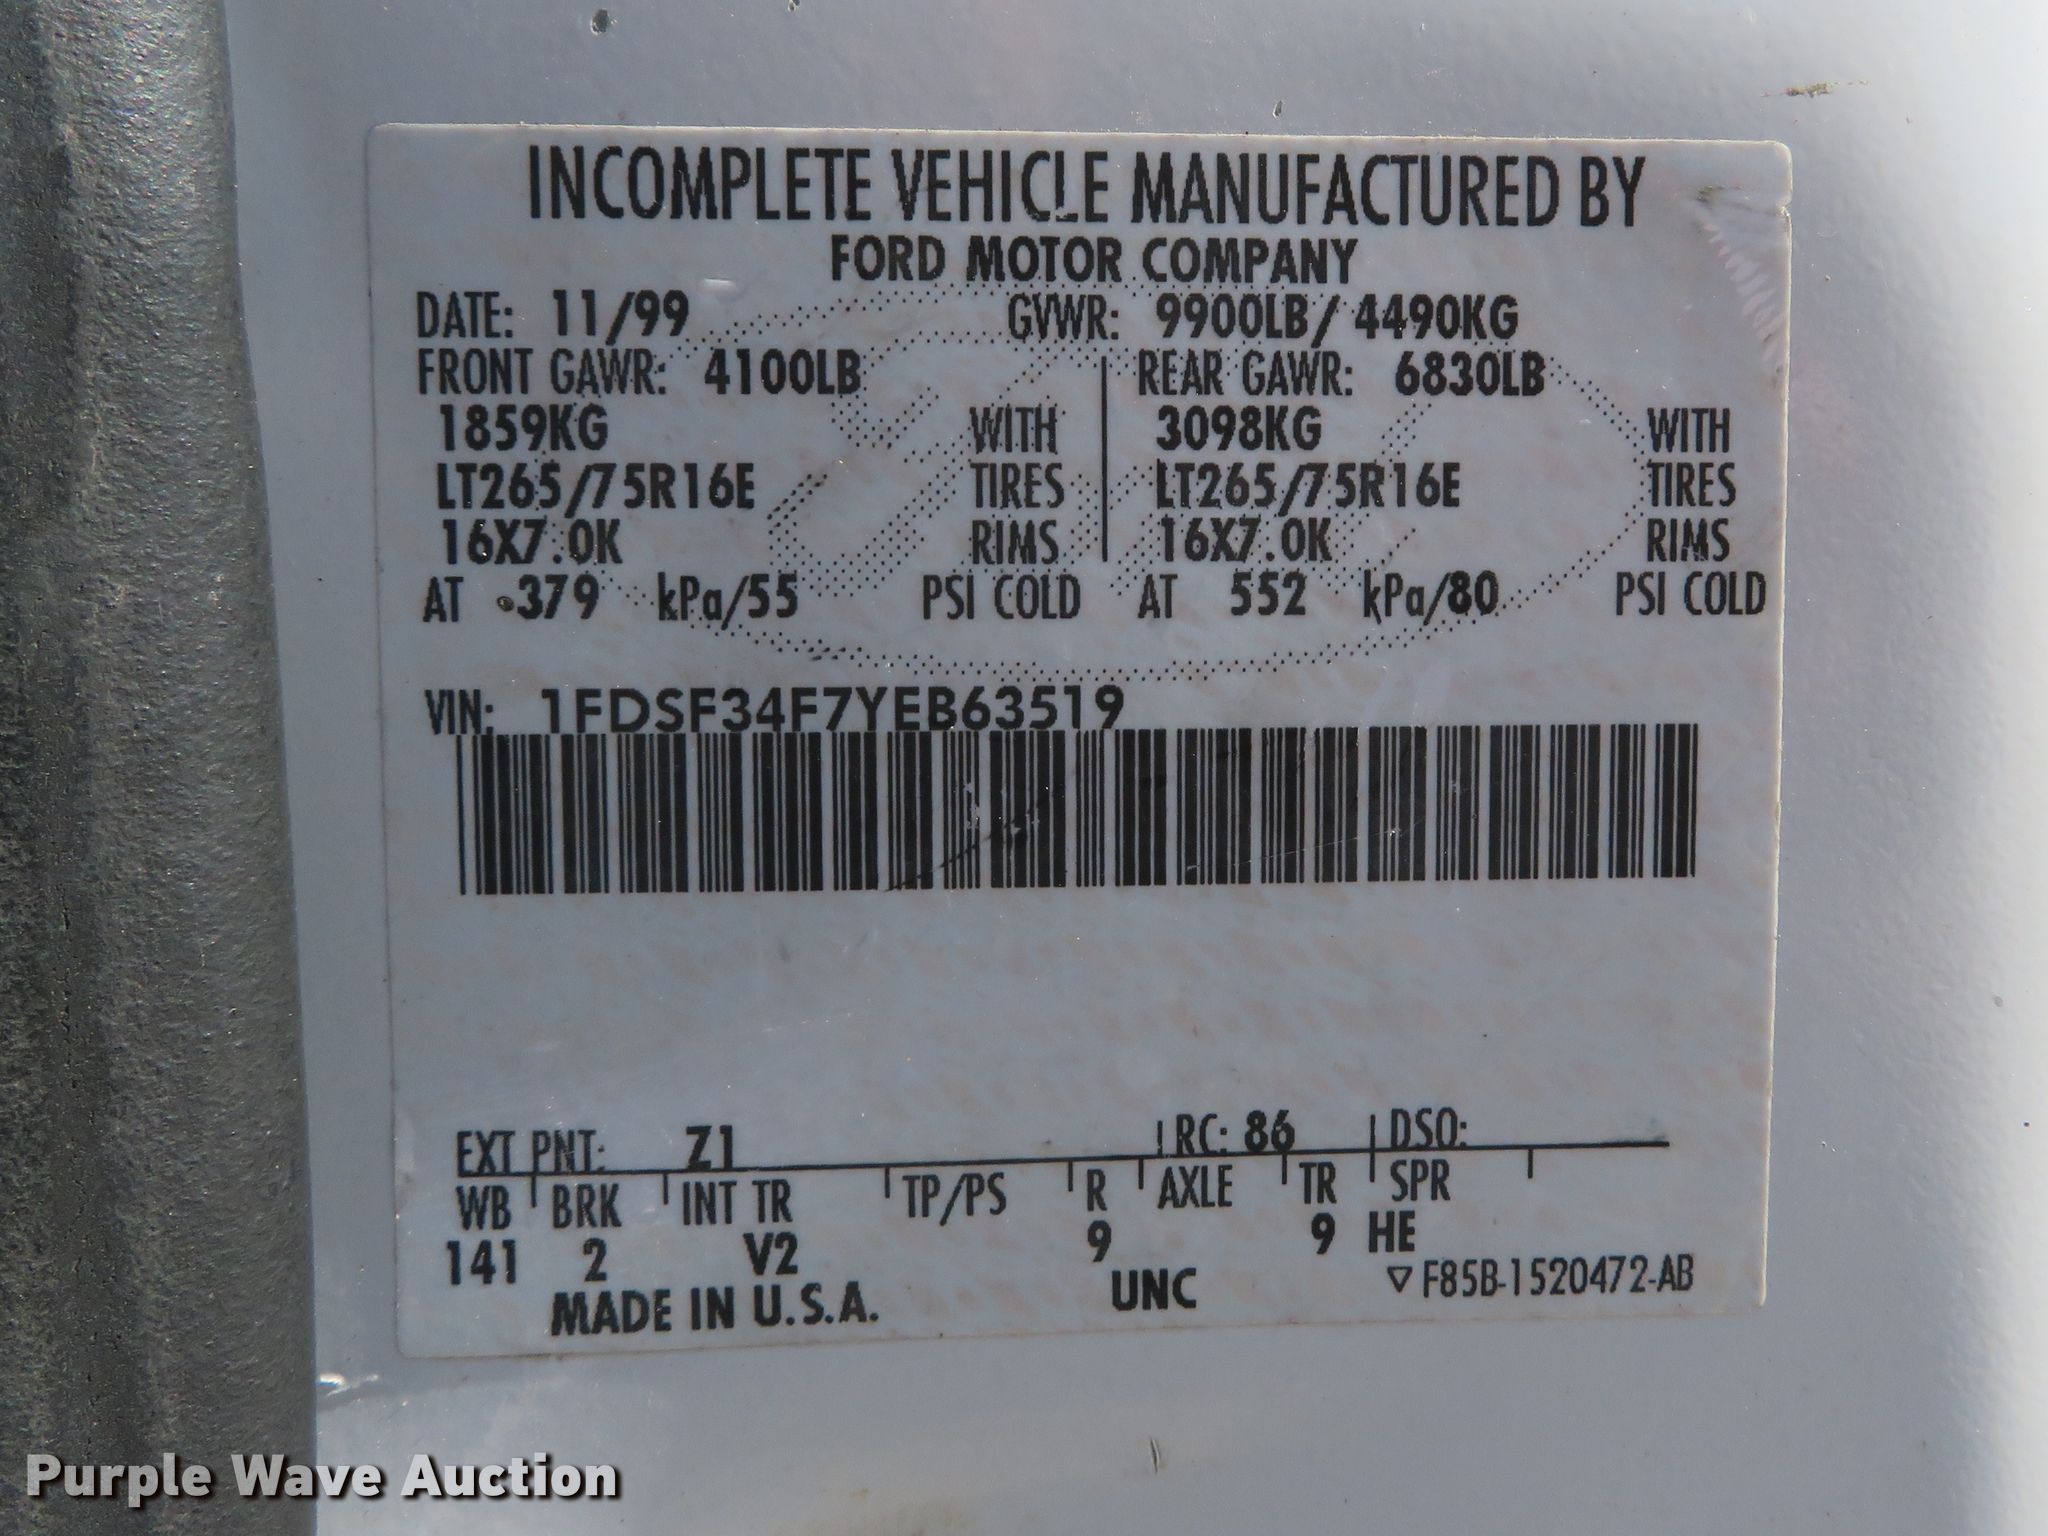 INCOMPLETE VEHICLE MANUFACTURED BY
FORD MOTOR COMPANY
DATE: 11/99 GVWR: 9900LB/ 4490KG
FRONT GAWR: 4100LB REAR GAWR: 6830LB
1859KG WITH 3098KG WITH
LT265/75R16E TIRES LT265/75R16E TIRES
16X7.0K RIMS 16X7.0K RIMS
AT 379 kPa/55 PSI COLD AT 552 kPa/80 PSI COLD
VIN: 1FDSF34F7YEB63519
EXT PNT: Z1 RC: 86 DSO:
WB BRK INT TR TP/PS R AXLE TR SPR
141 2 V2 9 9 HE
MADE IN U.S.A. UNC ▽F85B-1520472-AB
Purple Wave Auction